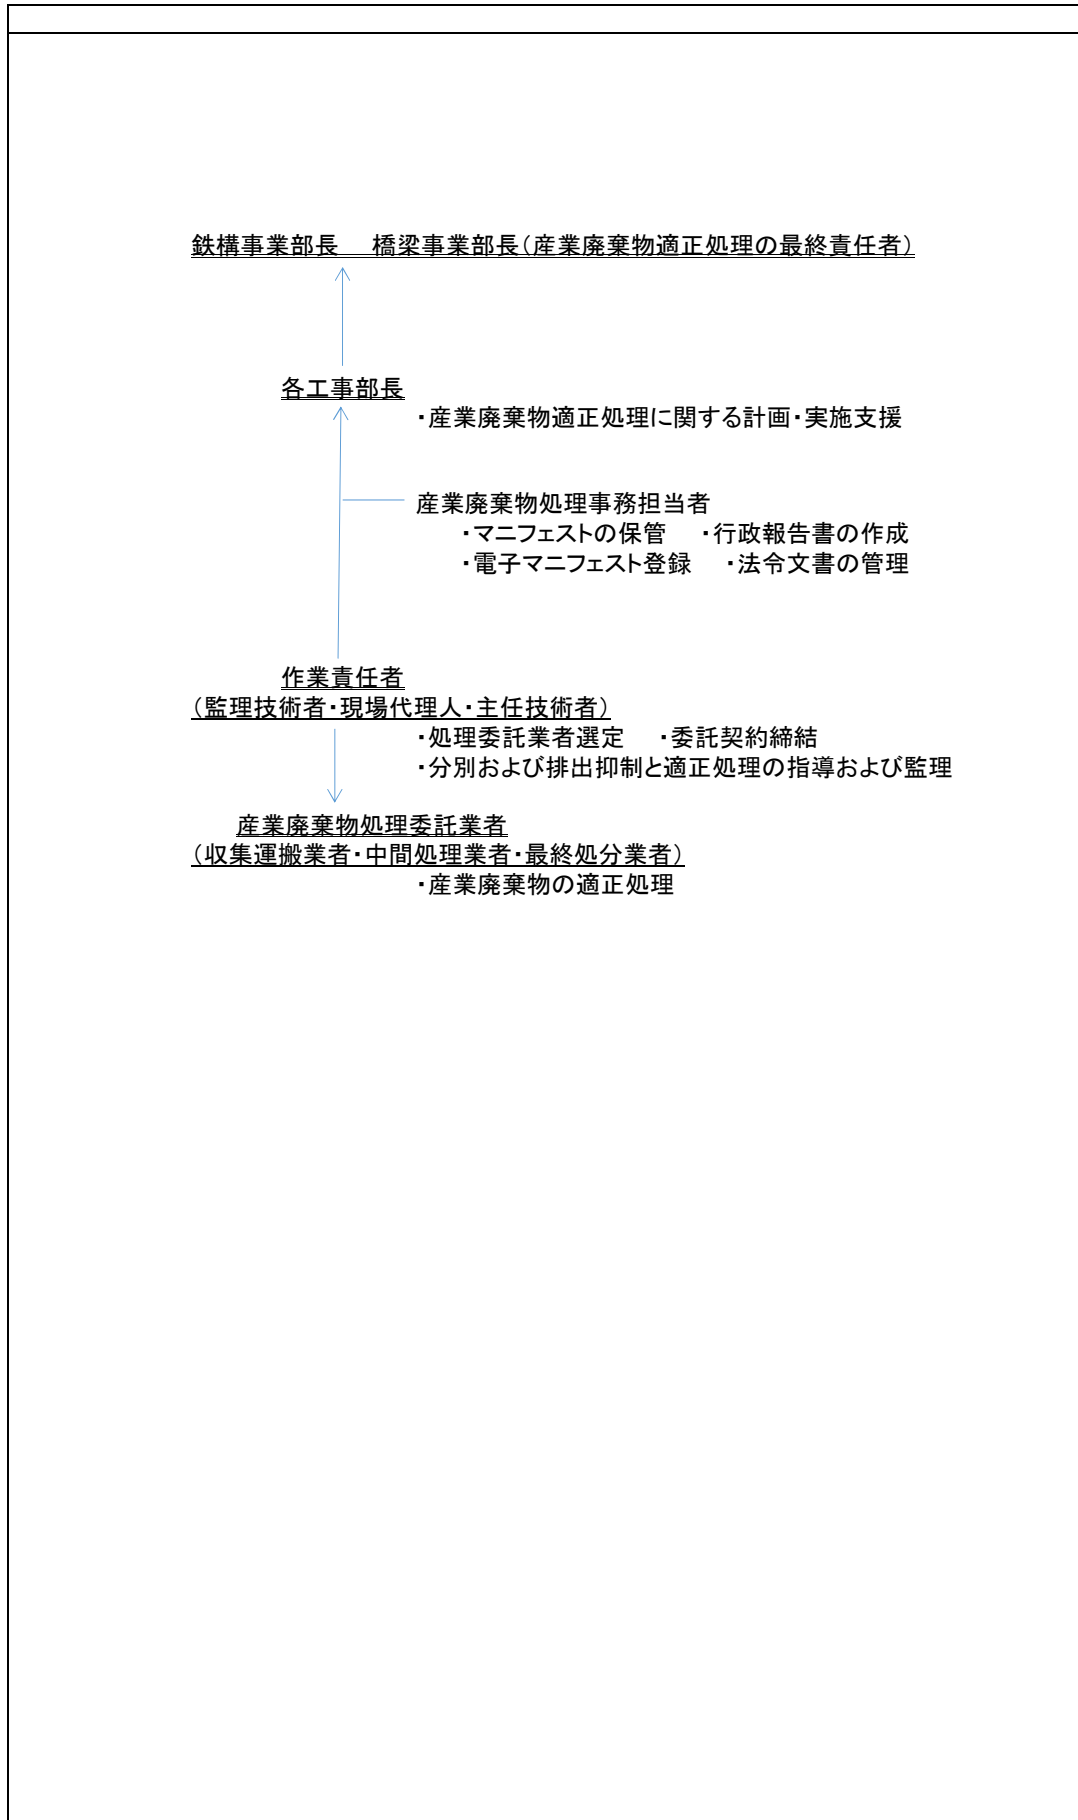 鉄構事業部長　橋梁事業部長(産業廃棄物適正処理の最終責任者)
各工事部長
・産業廃棄物適正処理に関する計画・実施支援
産業廃棄物処理事務担当者
・マニフェストの保管　・行政報告書の作成
・電子マニフェスト登録　・法令文書の管理
作業責任者
(監理技術者・現場代理人・主任技術者)
・処理委託業者選定　・委託契約締結
・分別および排出抑制と適正処理の指導および監理
産業廃棄物処理委託業者
(収集運搬業者・中間処理業者・最終処分業者)
・産業廃棄物の適正処理